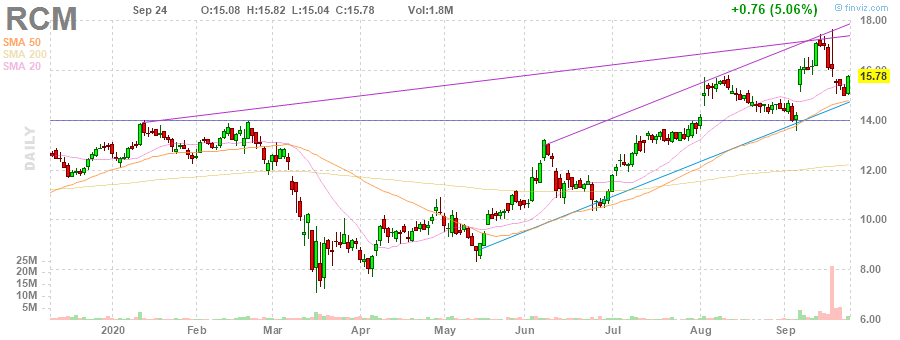 RCM
Sep 24 O:15.08 H:15.82 L:15.04 C:15.78 Vol:1.8M +0.76 (5.06%)
© finviz.com
SMA 50
SMA 200
SMA 20
DAILY
18.00
16.00
15.78
14.00
12.00
10.00
8.00
6.00
25M
20M
15M
10M
5M
2020 Feb Mar Apr May Jun Jul Aug Sep